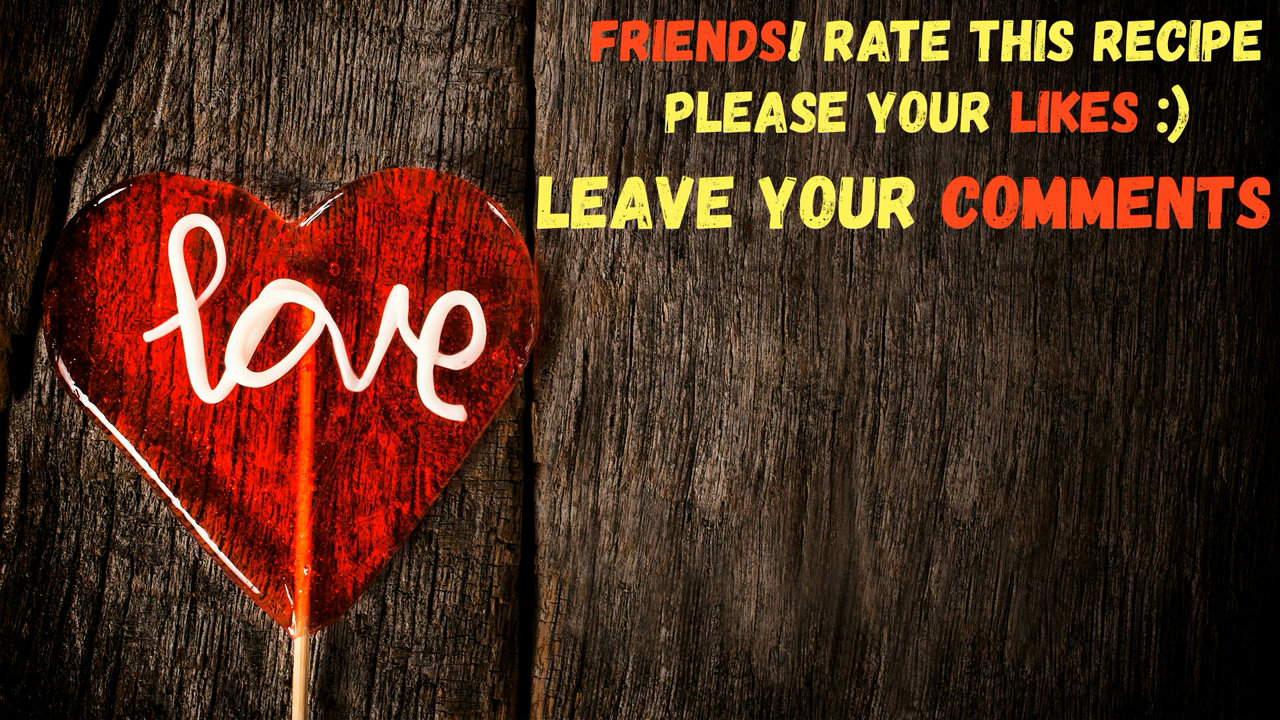 FRIENDS! RATE THIS RECIPE
PLEASE YOUR LIKES :)
LEAVE YOUR COMMENTS
love